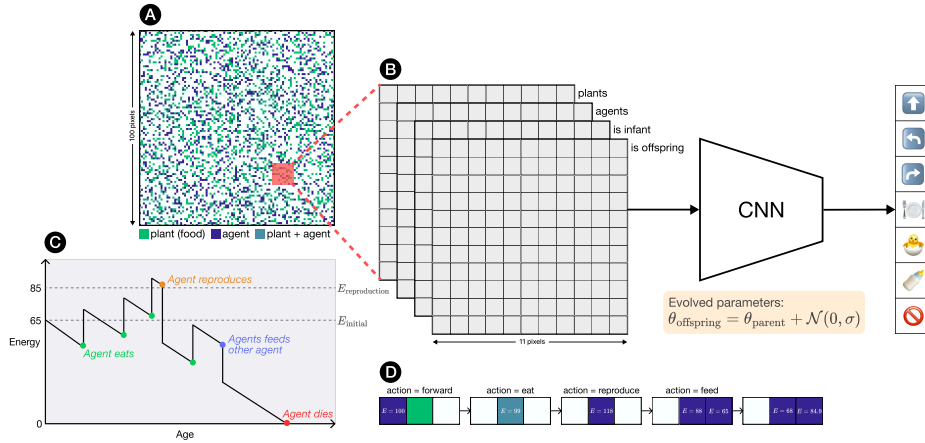 A
100 pixels
plant (food) agent plant + agent
B
plants
agents
is infant
is offspring
11 pixels
CNN
Evolved parameters:
θoffspring = θparent + N(0, σ)
C
Agent reproduces
85
Ereproduction
65
Einitial
Energy
Agent eats
Agents feeds
other agent
Agent dies
0
Age
D
action = forward action = eat action = reproduce action = feed
E = 100 E = 99 E = 118 E = 88 E = 65 E = 68 E = 84.9